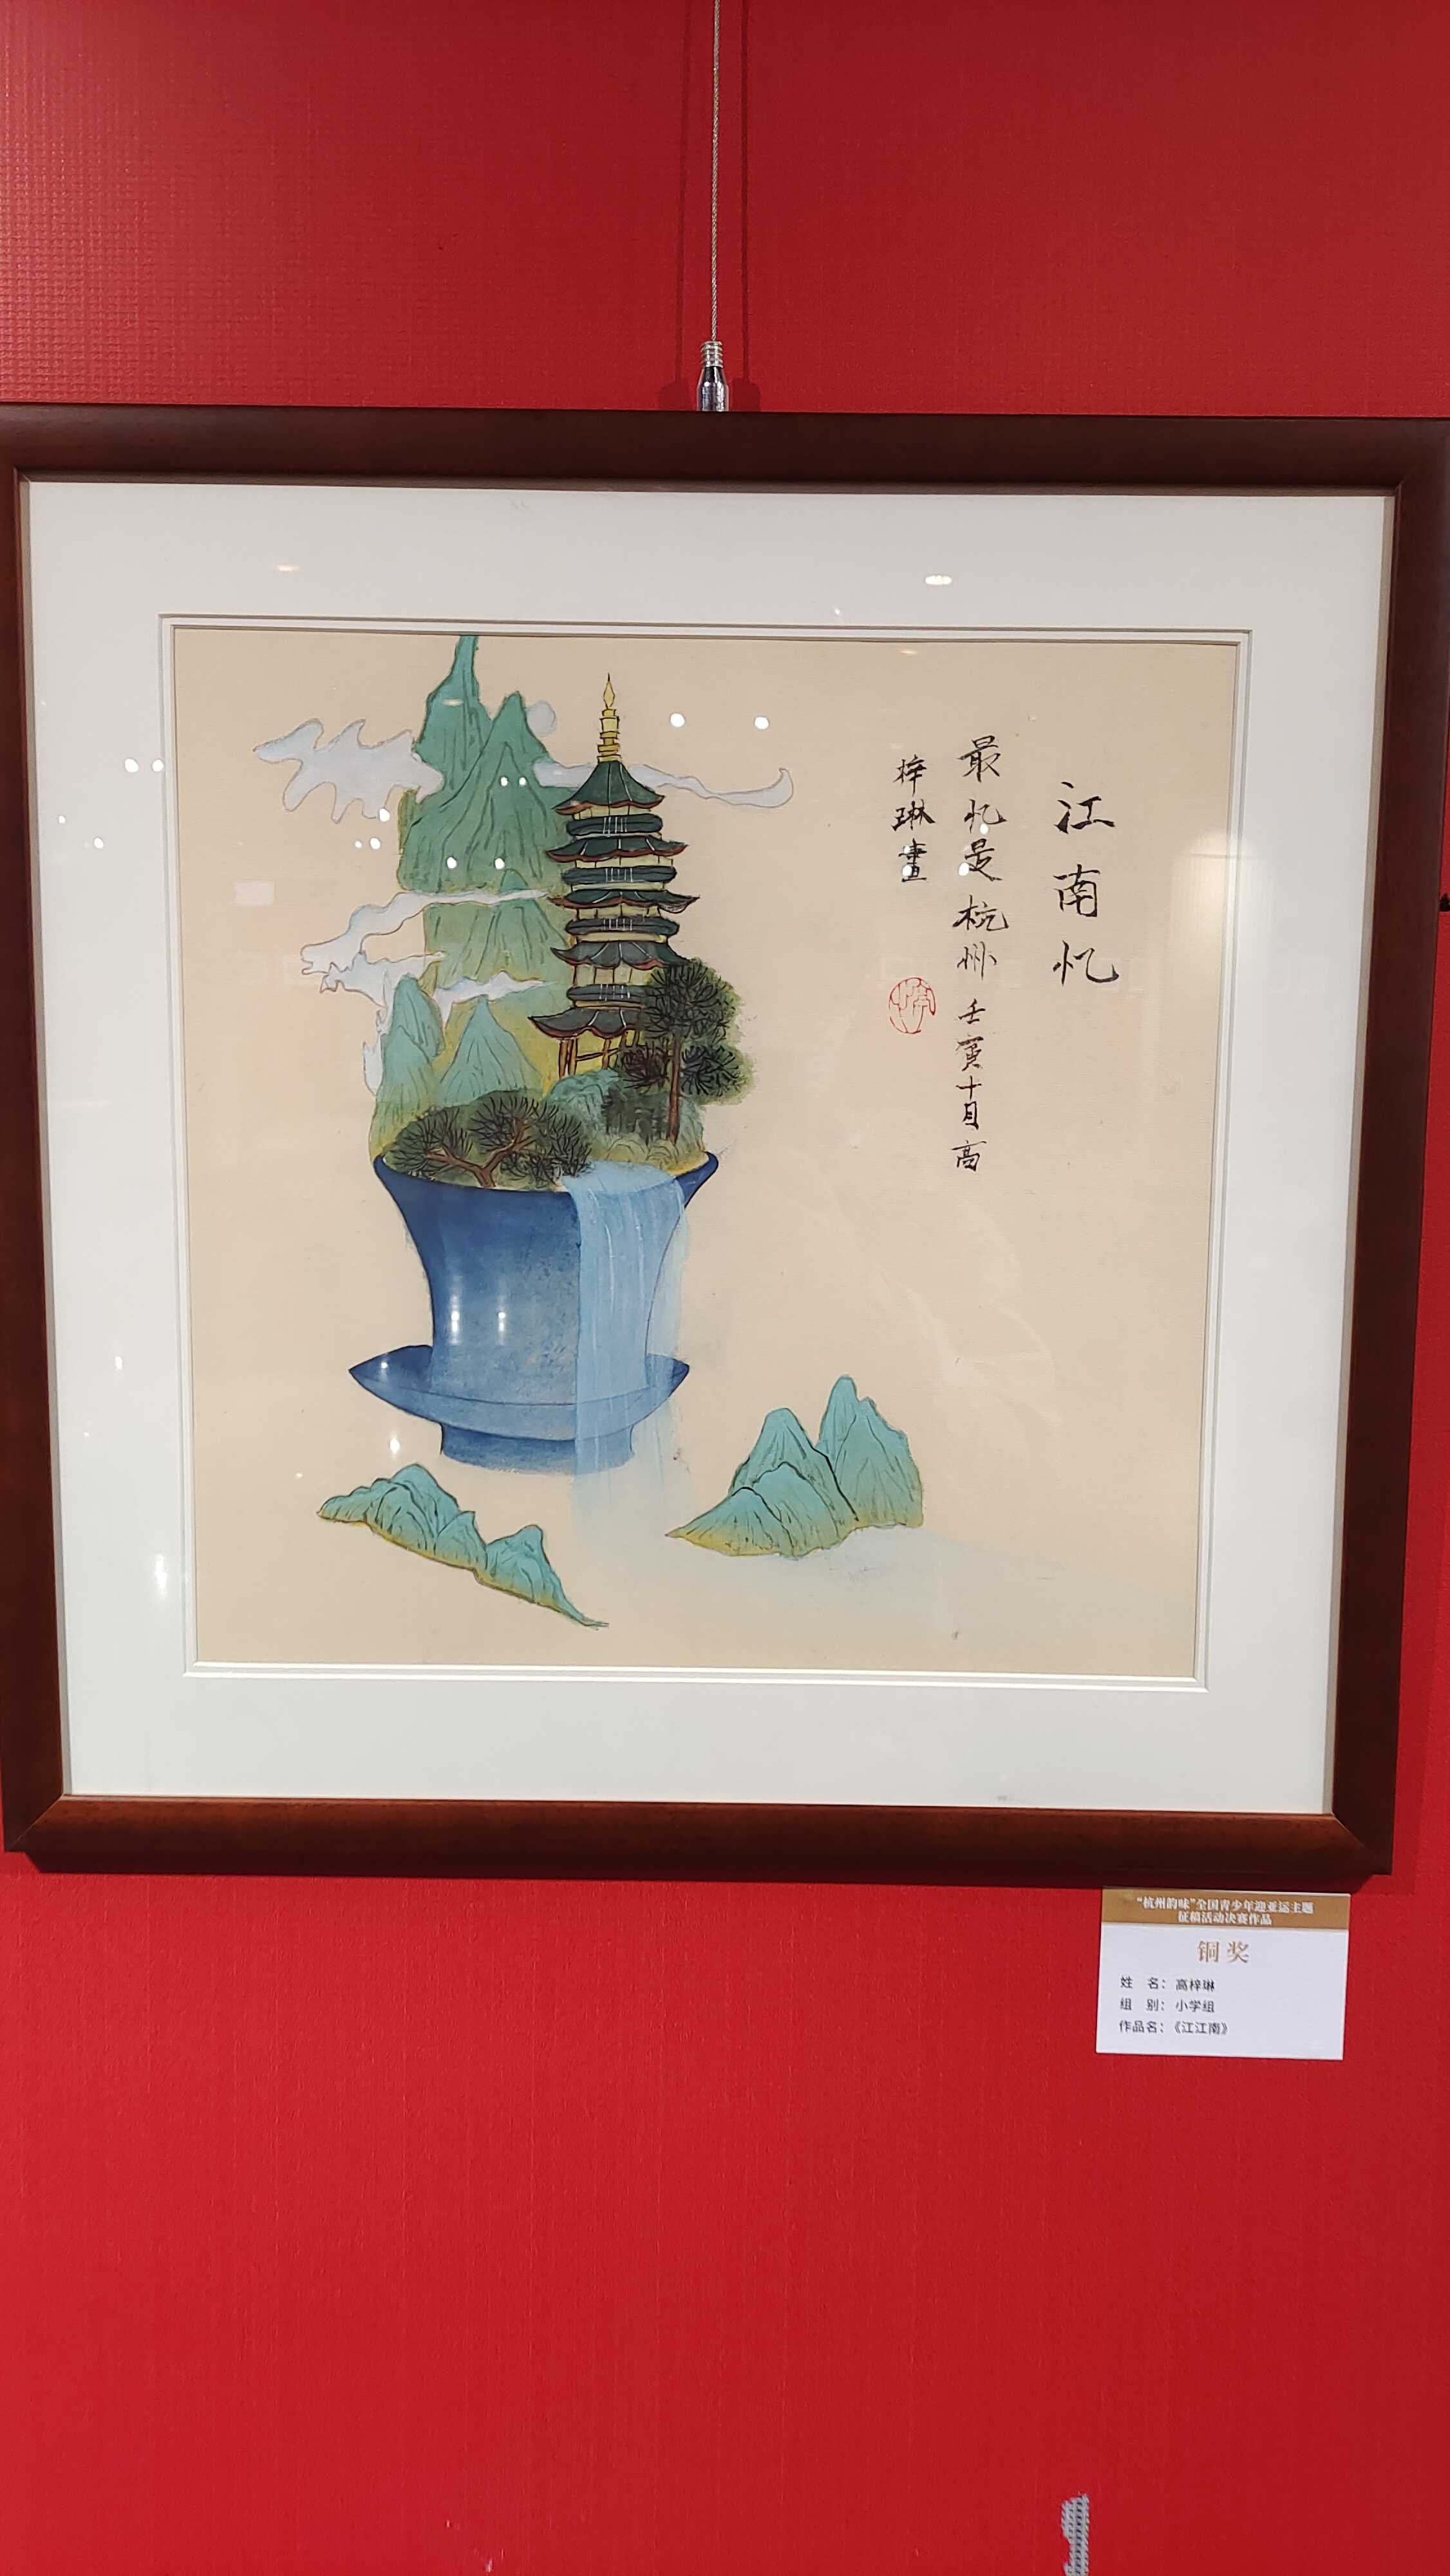 江南忆
最忆是杭州 壬寅十月高
梓琳畫
“杭州韵味”全国青少年迎亚运主题
征稿活动决赛作品
铜奖
姓 名：高梓琳
组 别：小学组
作品名：《江江南》